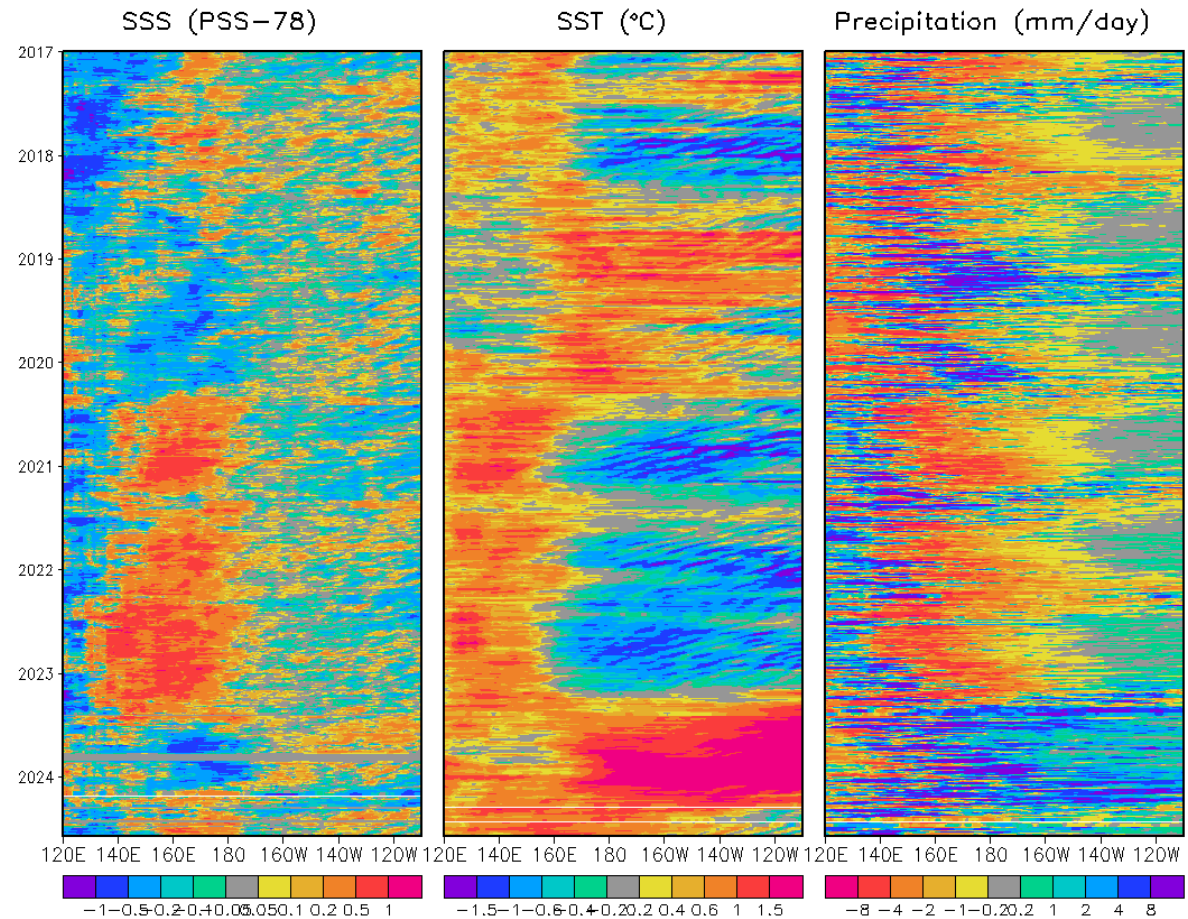 SSS (PSS-78) SST (°C) Precipitation (mm/day)
2017
2018
2019
2020
2021
2022
2023
2024
120E 140E 160E 180 160W 140W 120W 120E 140E 160E 180 160W 140W 120W 120E 140E 160E 180 160W 140W 120W
-1 -0.5 -0.2 -0.1 -0.05 0.05 0.1 0.2 0.5 1 -1.5 -1 -0.6 -0.4 -0.2 0.2 0.4 0.6 1 1.5 -8 -4 -2 -1 -0.2 0.2 1 2 4 8